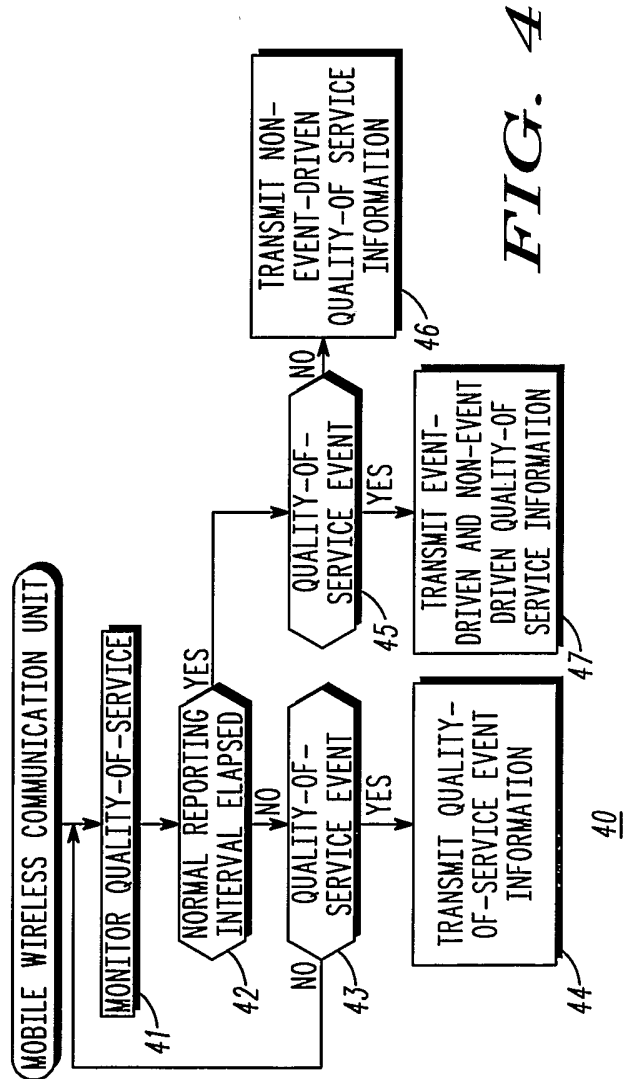 MOBILE WIRELESS COMMUNICATION UNIT
MONITOR QUALITY-OF-SERVICE
41
NORMAL REPORTING
INTERVAL ELAPSED
42
YES
NO
QUALITY-OF-
SERVICE EVENT
43
NO
YES
TRANSMIT QUALITY-
OF-SERVICE EVENT
INFORMATION
44
QUALITY-OF-
SERVICE EVENT
45
NO
YES
TRANSMIT NON-
EVENT-DRIVEN
QUALITY-OF SERVICE
INFORMATION
46
TRANSMIT EVENT-
DRIVEN AND NON-EVENT
DRIVEN QUALITY-OF
SERVICE INFORMATION
47
40
FIG. 4